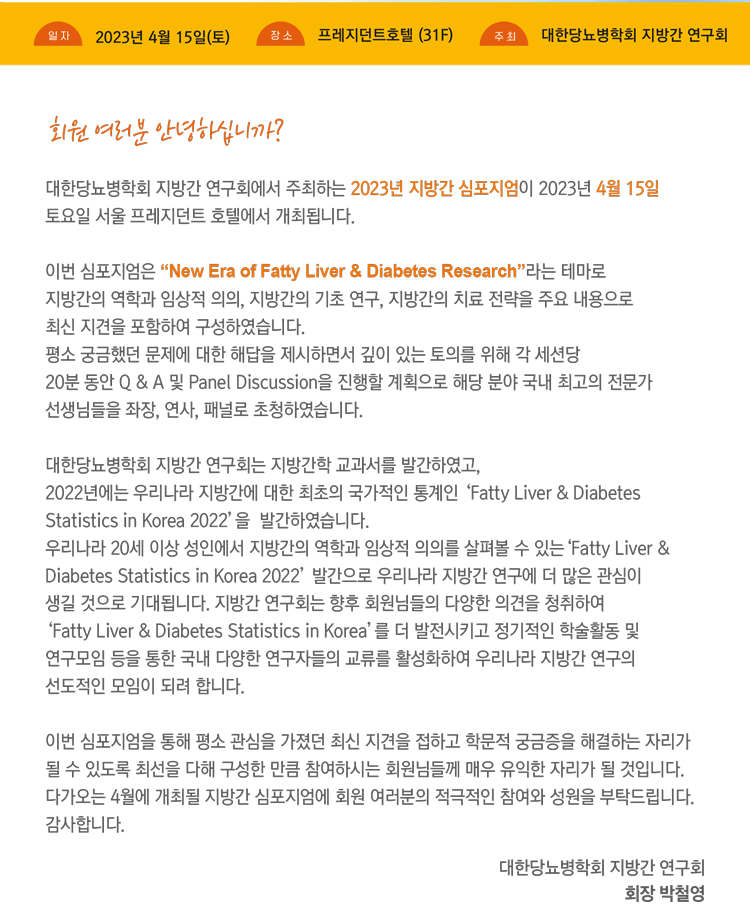 일 자 2023년 4월 15일(토) 장 소 프레지던트호텔 (31F) 주 최 대한당뇨병학회 지방간 연구회
회원 여러분 안녕하십니까?
대한당뇨병학회 지방간 연구회에서 주최하는 2023년 지방간 심포지엄이 2023년 4월 15일
토요일 서울 프레지던트 호텔에서 개최됩니다.
이번 심포지엄은 “New Era of Fatty Liver & Diabetes Research”라는 테마로
지방간의 역학과 임상적 의의, 지방간의 기초 연구, 지방간의 치료 전략을 주요 내용으로
최신 지견을 포함하여 구성하였습니다.
평소 궁금했던 문제에 대한 해답을 제시하면서 깊이 있는 토의를 위해 각 세션당
20분 동안 Q & A 및 Panel Discussion을 진행할 계획으로 해당 분야 국내 최고의 전문가
선생님들을 좌장, 연사, 패널로 초청하였습니다.
대한당뇨병학회 지방간 연구회는 지방간학 교과서를 발간하였고,
2022년에는 우리나라 지방간에 대한 최초의 국가적인 통계인 ‘Fatty Liver & Diabetes
Statistics in Korea 2022’을 발간하였습니다.
우리나라 20세 이상 성인에서 지방간의 역학과 임상적 의의를 살펴볼 수 있는 ‘Fatty Liver &
Diabetes Statistics in Korea 2022’ 발간으로 우리나라 지방간 연구에 더 많은 관심이
생길 것으로 기대됩니다. 지방간 연구회는 향후 회원님들의 다양한 의견을 청취하여
‘Fatty Liver & Diabetes Statistics in Korea’를 더 발전시키고 정기적인 학술활동 및
연구모임 등을 통한 국내 다양한 연구자들의 교류를 활성화하여 우리나라 지방간 연구의
선도적인 모임이 되려 합니다.
이번 심포지엄을 통해 평소 관심을 가졌던 최신 지견을 접하고 학문적 궁금증을 해결하는 자리가
될 수 있도록 최선을 다해 구성한 만큼 참여하시는 회원님들께 매우 유익한 자리가 될 것입니다.
다가오는 4월에 개최될 지방간 심포지엄에 회원 여러분의 적극적인 참여와 성원을 부탁드립니다.
감사합니다.
대한당뇨병학회 지방간 연구회
회장 박철영